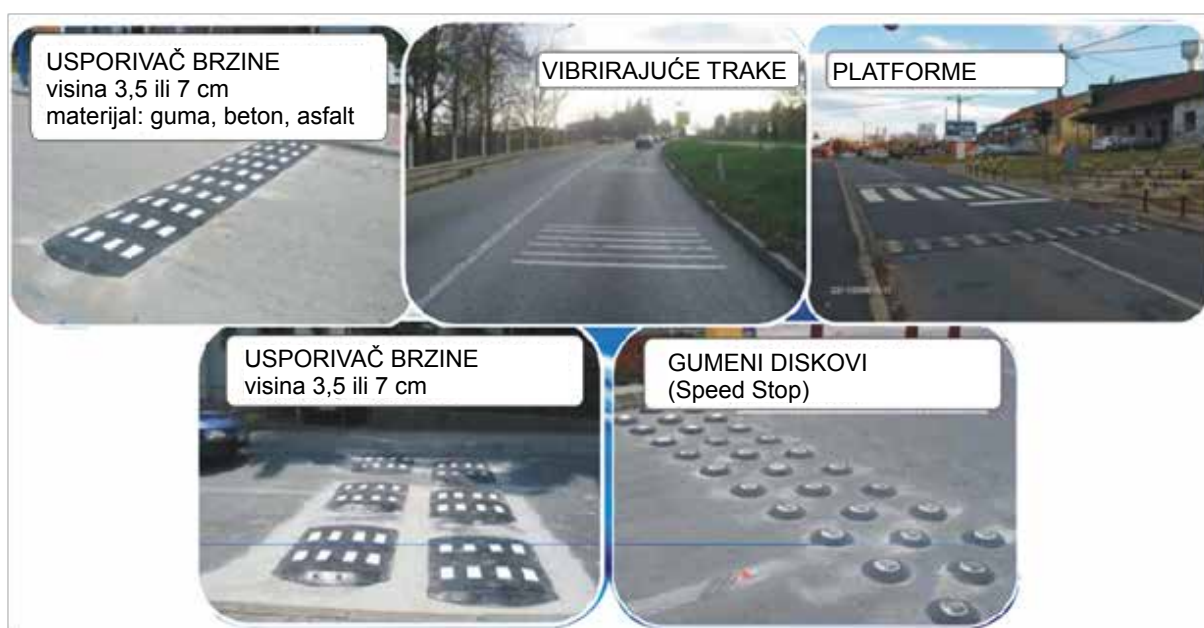 USPORIVAČ BRZINE
visina 3,5 ili 7 cm
materijal: guma, beton, asfalt
VIBRIRAJUĆE TRAKE
PLATFORME
USPORIVAČ BRZINE
visina 3,5 ili 7 cm
GUMENI DISKOVI
(Speed Stop)